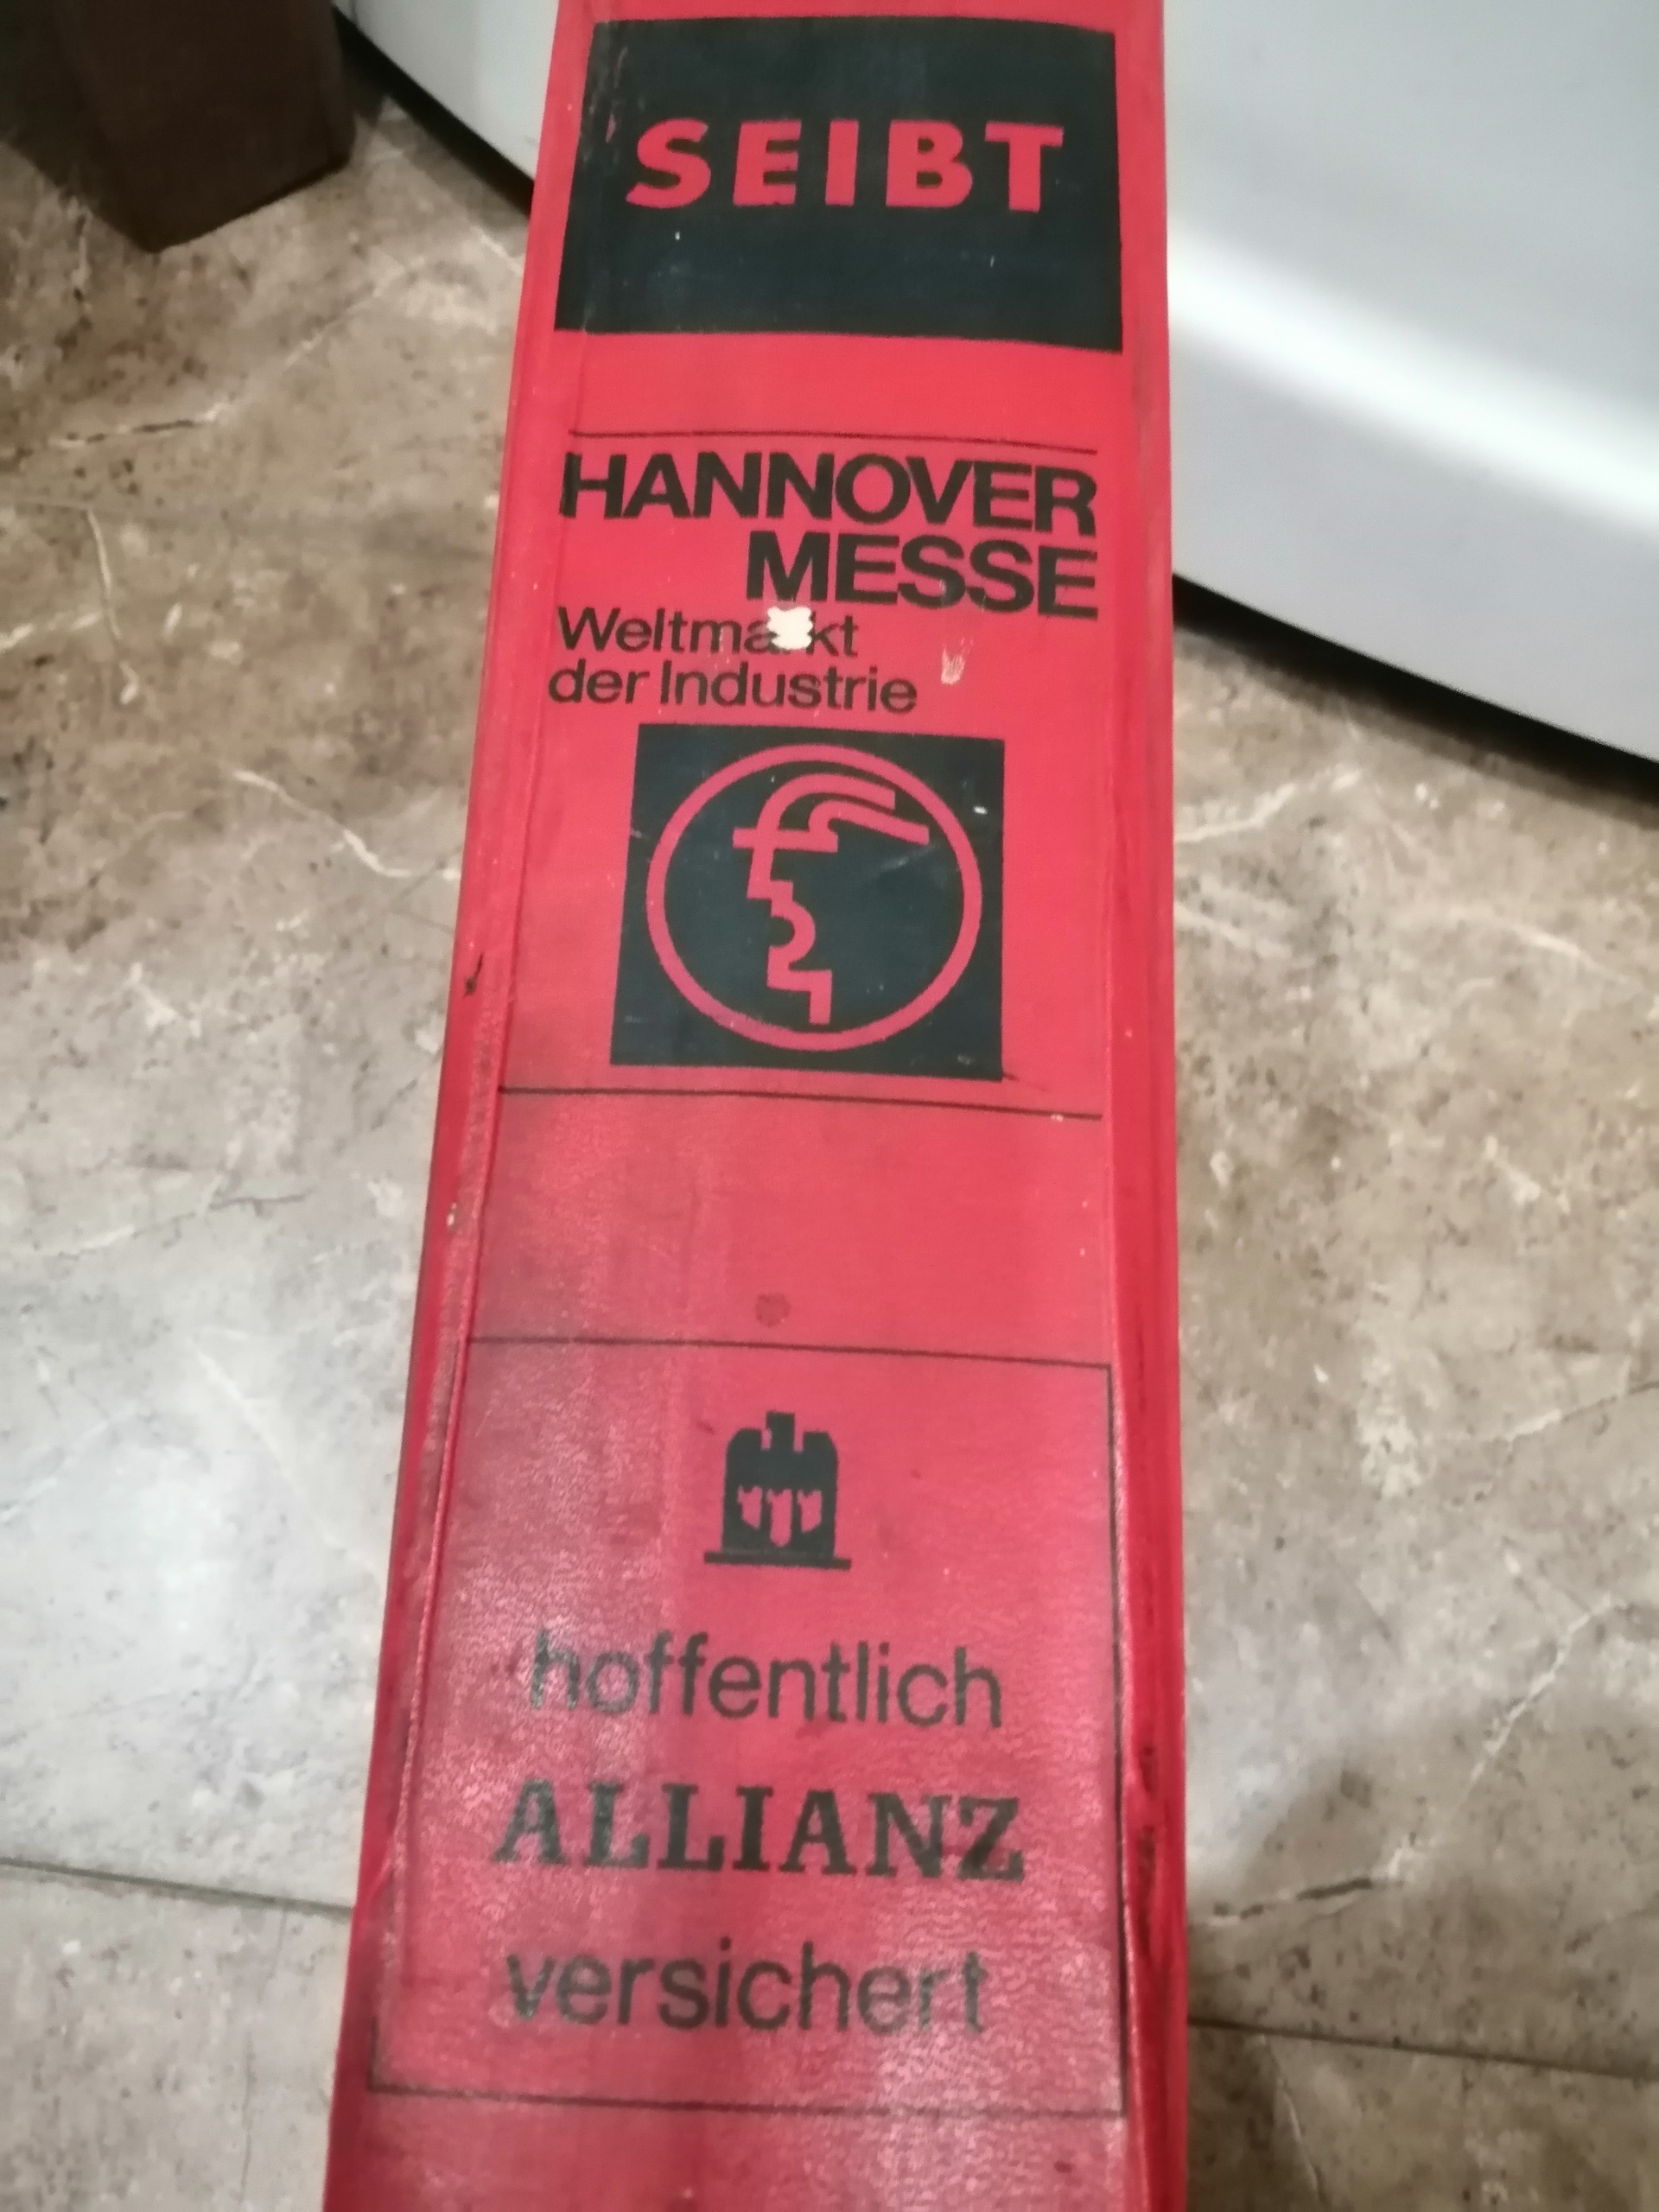 SEIBT
HANNOVER
MESSE
Weltmarkt
der Industrie
hoffentlich
ALLIANZ
versichert